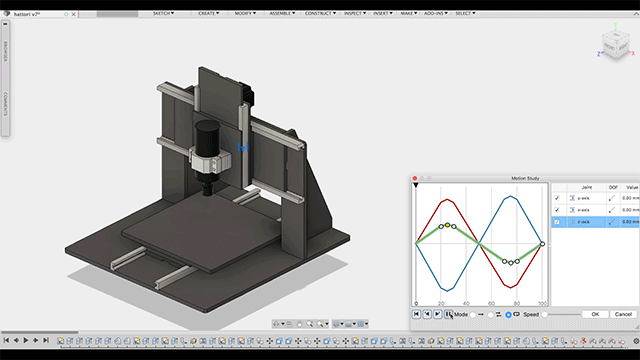 hattori v7*
SKETCH▾ CREATE▾ MODIFY▾ ASSEMBLE▾ CONSTRUCT▾ INSPECT▾ INSERT▾ MAKE▾ ADD-INS▾ SELECT▾
BROWSER
COMMENTS
Z
X
Motion Study
Joint DOF Value
y-axis 0.00 mm
x-axis 0.00 mm
z-axis 0.00 mm
0 20 40 60 80 100
Mode Speed OK Cancel